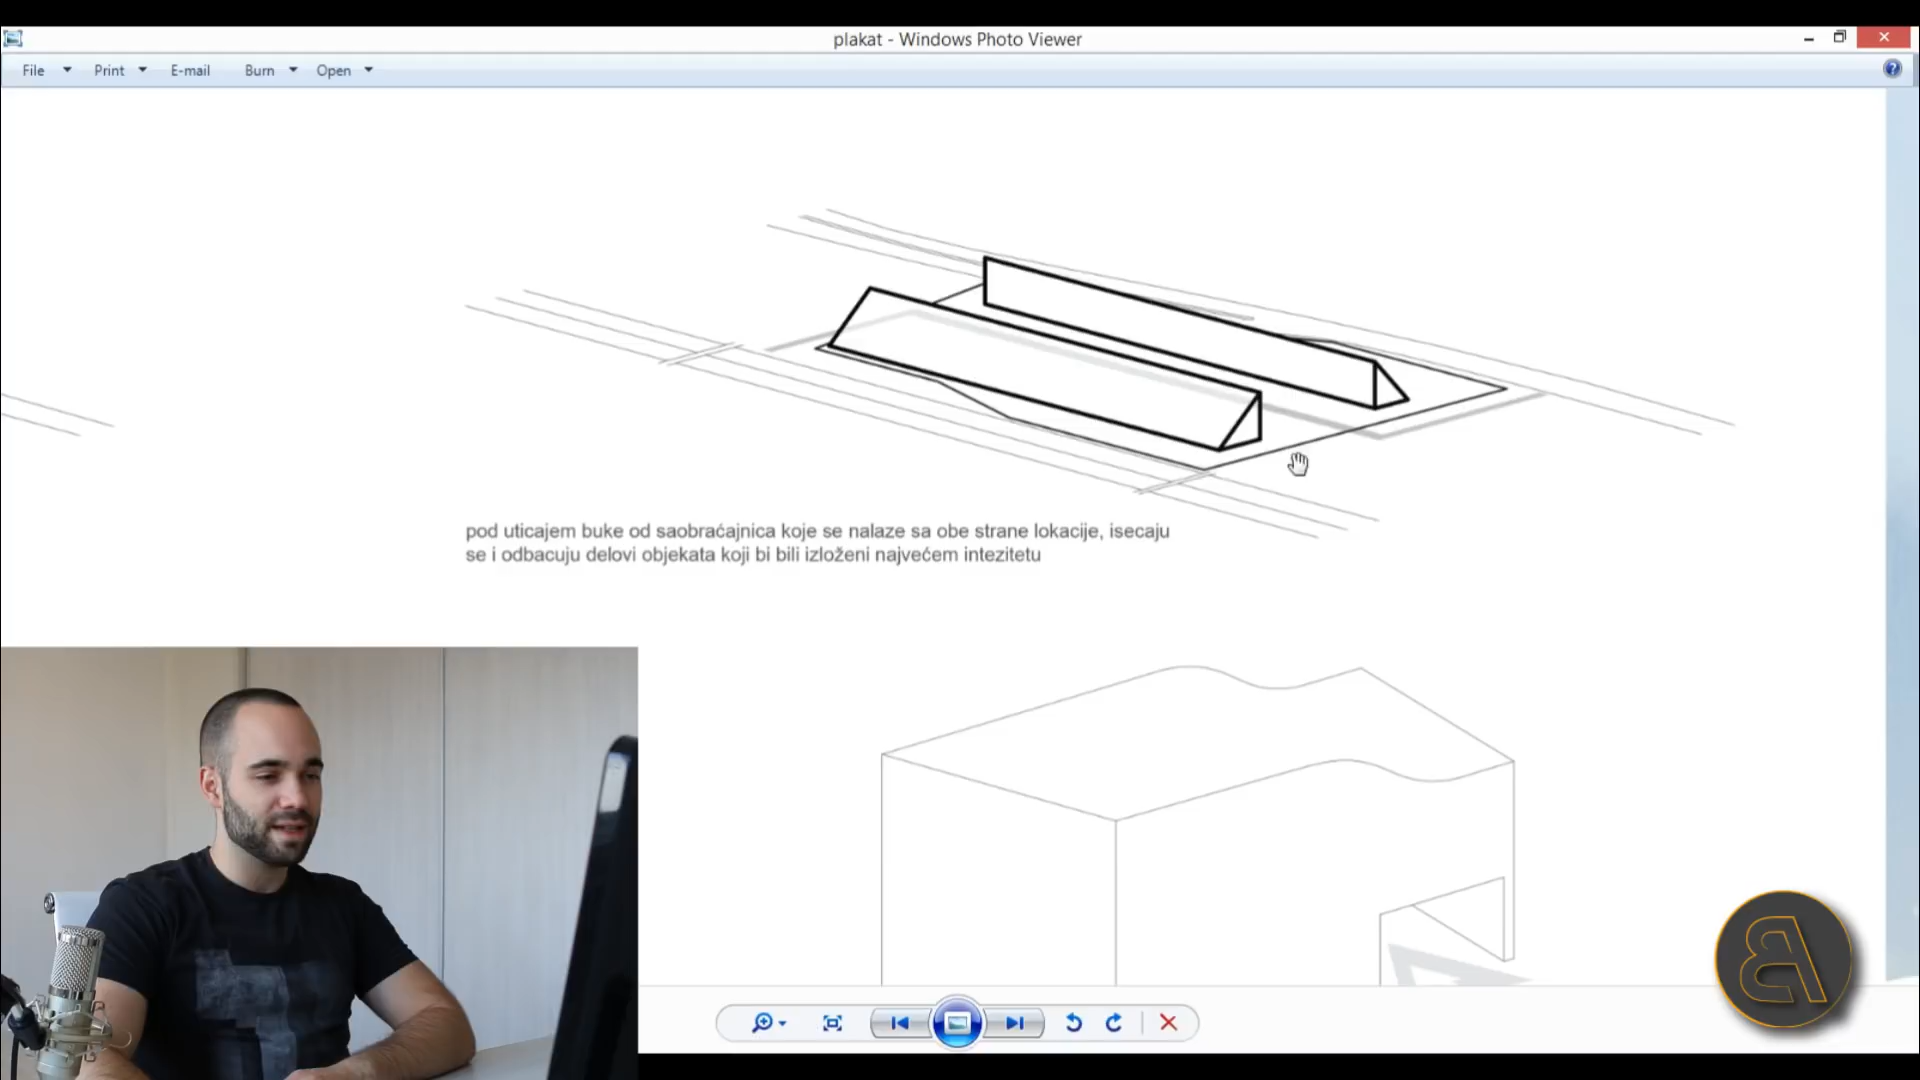 plakat - Windows Photo Viewer
File Print E-mail Burn Open
pod uticajem buke od saobraćajnica koje se nalaze sa obe strane lokacije, isecaju
se i odbacuju delovi objekata koji bi bili izloženi najvećem intezitetu